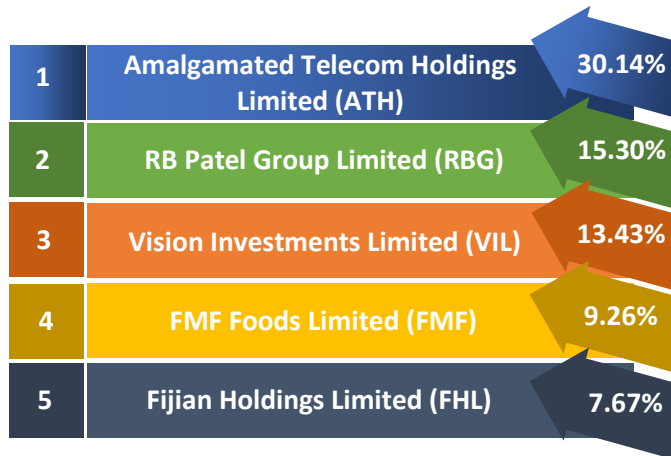 1
Amalgamated Telecom Holdings
Limited (ATH)
30.14%
2
RB Patel Group Limited (RBG)
15.30%
3
Vision Investments Limited (VIL)
13.43%
4
FMF Foods Limited (FMF)
9.26%
5
Fijian Holdings Limited (FHL)
7.67%